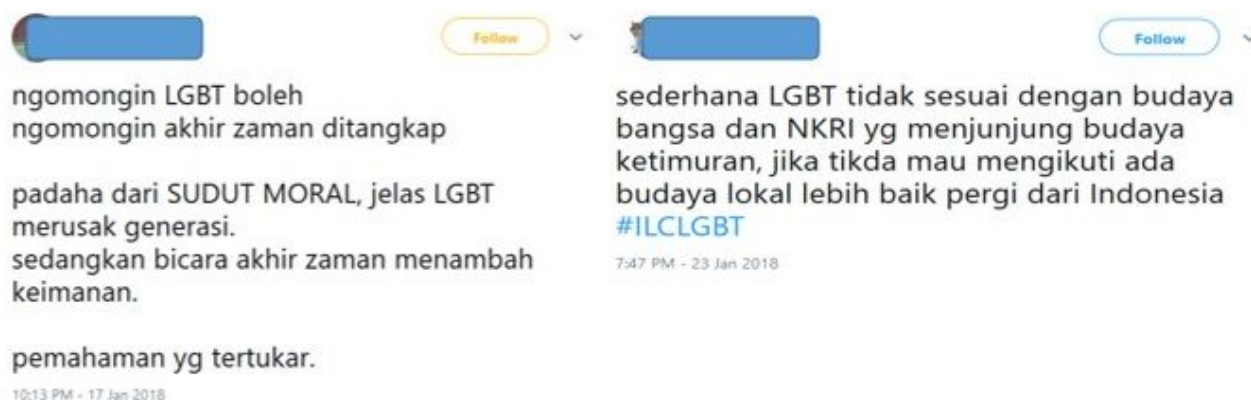 Follow
ngomongin LGBT boleh
ngomongin akhir zaman ditangkap
padaha dari SUDUT MORAL, jelas LGBT
merusak generasi.
sedangkan bicara akhir zaman menambah
keimanan.
pemahaman yg tertukar.
10:13 PM - 17 Jan 2018
Follow
sederhana LGBT tidak sesuai dengan budaya
bangsa dan NKRI yg menjunjung budaya
ketimuran, jika tikda mau mengikuti ada
budaya lokal lebih baik pergi dari Indonesia
#ILCLGBT
7:47 PM - 23 Jan 2018